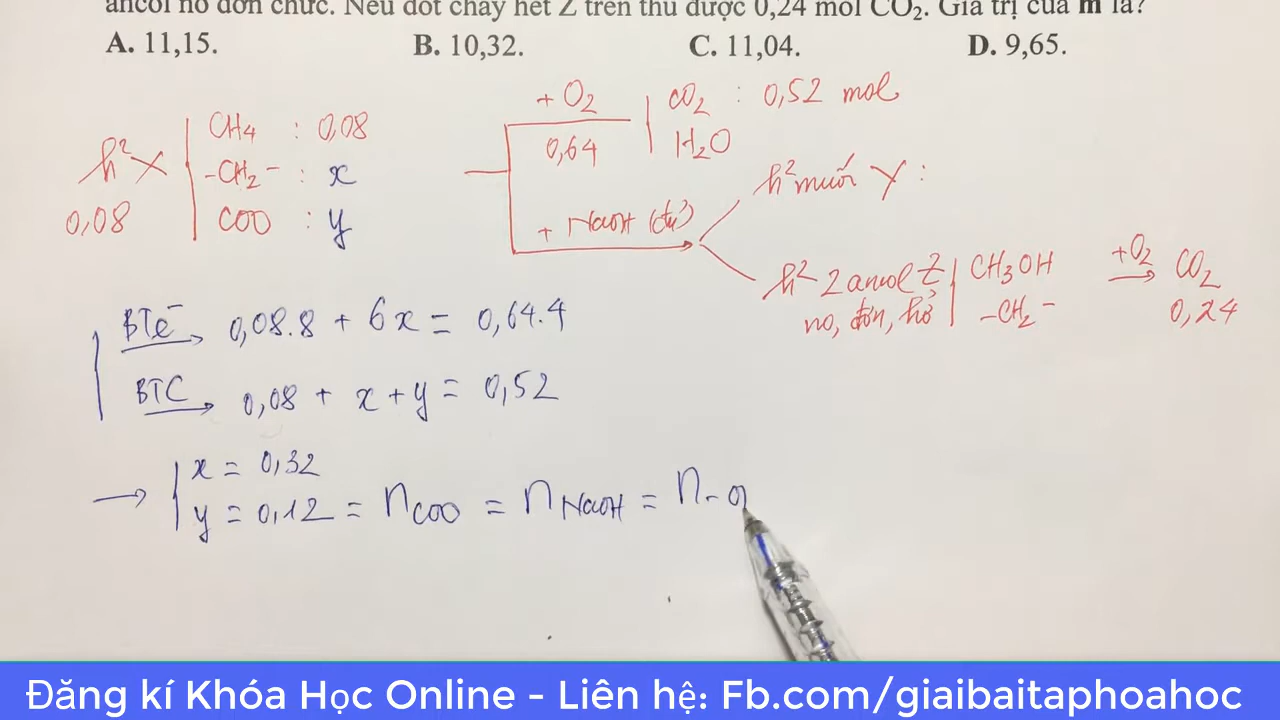 ancol no đơn chức. Nếu đốt cháy hết Z trên thu được 0,24 mol CO₂. Giá trị của m là?
A. 11,15. B. 10,32. C. 11,04. D. 9,65.
+ O₂ | CO₂ : 0,52 mol
0,64 | H₂O
h² X | CH₄ : 0,08
-CH₂- : x
0,08 | COO : y
+ NaOH (đủ)
h² muối Y :
h² 2 ancol Z | CH₃OH +O₂ → CO₂
no, đơn, hở | -CH₂- 0,24
BTe → 0,08.8 + 6x = 0,64.4
BTC → 0,08 + x + y = 0,52
→ x = 0,32
y = 0,12 = nCOO = nNaOH = n-O
Đăng kí Khóa Học Online - Liên hệ: Fb.com/giaibaitaphoahoc